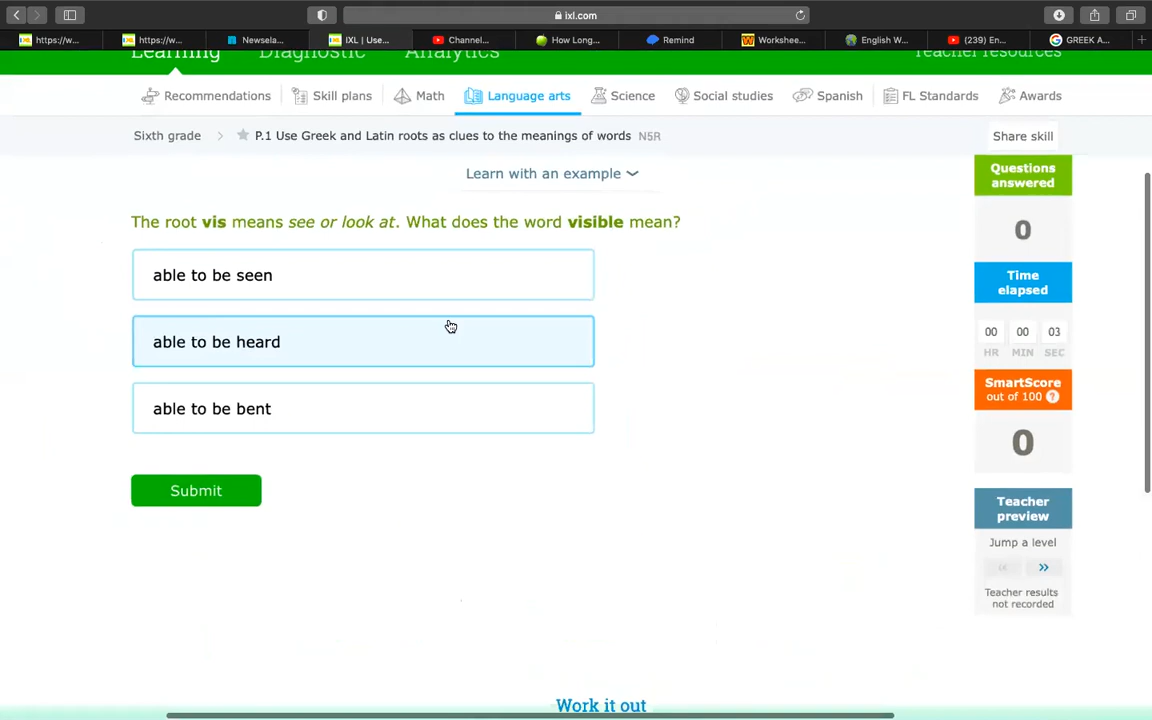 ixl.com
https://w...
https://w...
Newsela...
IXL | Use...
Channel...
How Long...
Remind
Workshee...
English W...
(239) En...
GREEK A...
Learning Diagnostic Analytics Teacher resources
Recommendations Skill plans Math Language arts Science Social studies Spanish FL Standards Awards
Sixth grade > P.1 Use Greek and Latin roots as clues to the meanings of words N5R
Share skill
Learn with an example
Questions
answered
0
The root vis means see or look at. What does the word visible mean?
able to be seen
able to be heard
able to be bent
Submit
Time
elapsed
00 00 03
HR MIN SEC
SmartScore
out of 100 ?
0
Teacher
preview
Jump a level
Teacher results
not recorded
Work it out